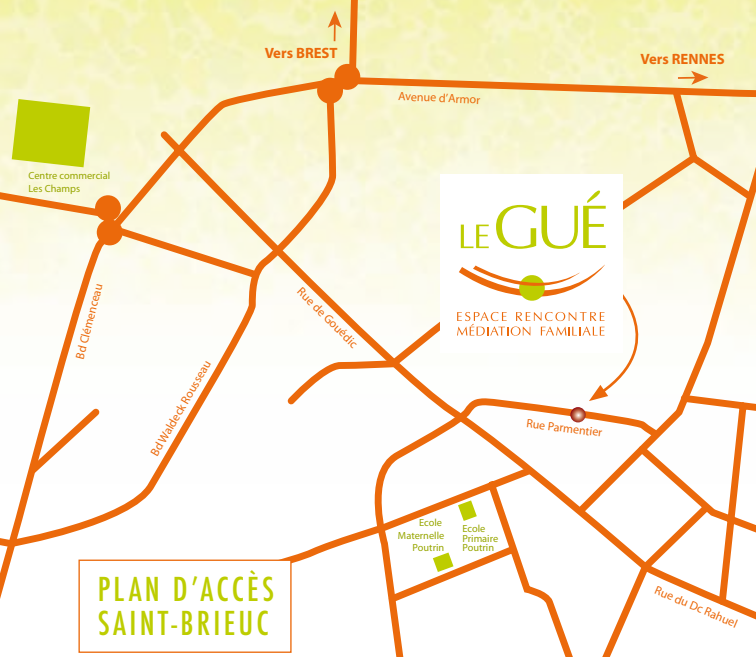 Vers BREST
Vers RENNES
Avenue d'Armor
Centre commercial
Les Champs
LE GUÉ
ESPACE RENCONTRE
MÉDIATION FAMILIALE
Rue de Gouédic
Bd Clémenceau
Bd Waldeck Rousseau
Rue Parmentier
Ecole
Maternelle
Poutrin
Ecole
Primaire
Poutrin
PLAN D'ACCÈS
SAINT-BRIEUC
Rue du Dc Rahuel